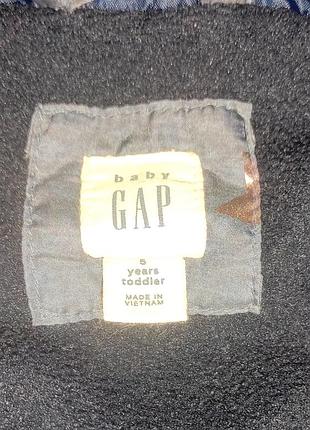 baby
GAP
5
years
toddler
MADE IN
VIETNAM